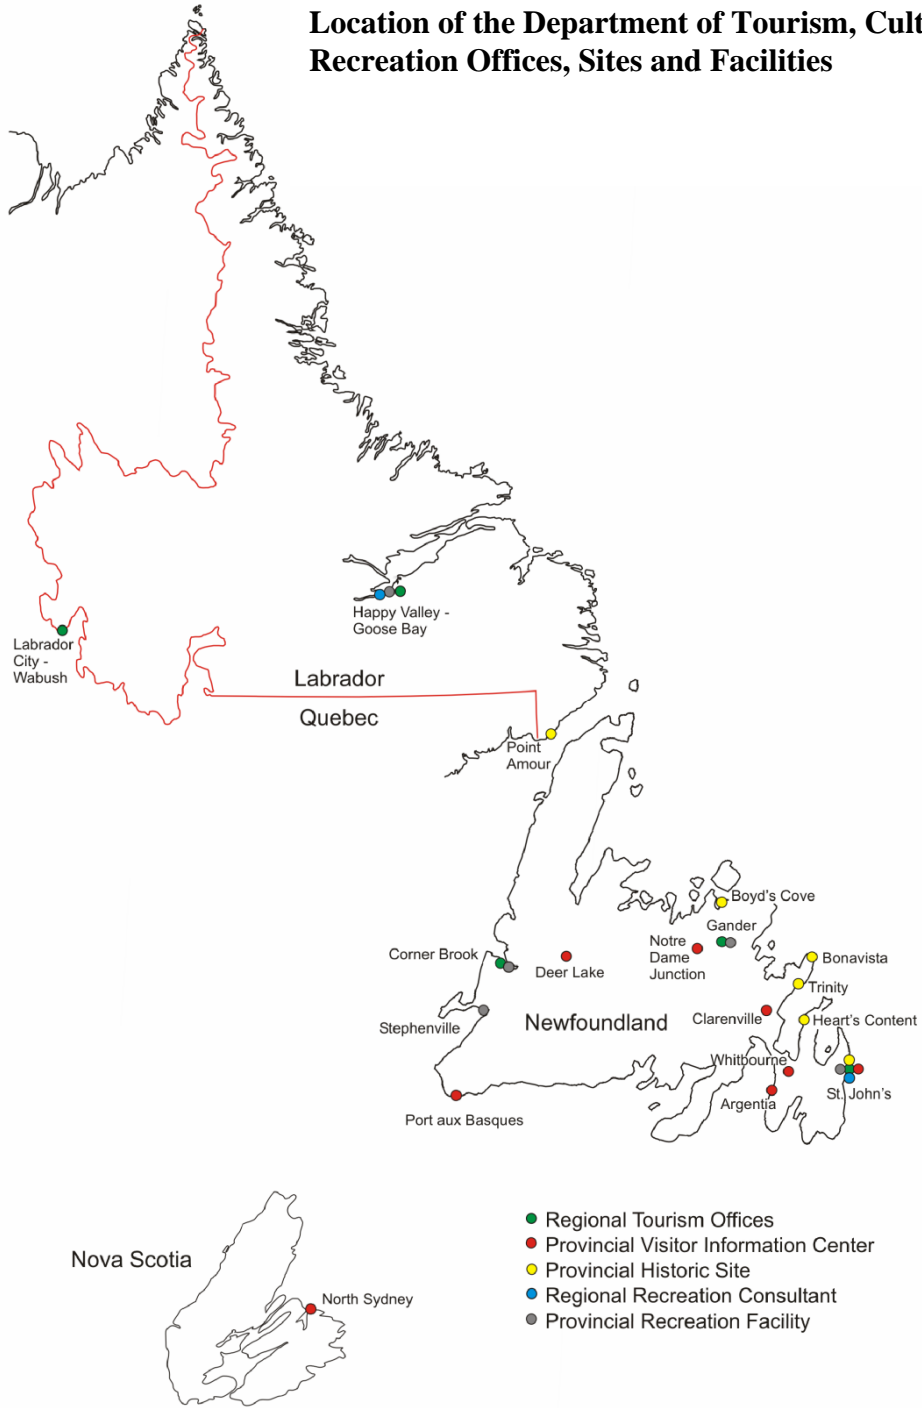 Location of the Department of Tourism, Cult
Recreation Offices, Sites and Facilities
Happy Valley -
Goose Bay
Labrador
City -
Wabush
Labrador
Quebec
Point
Amour
Boyd's Cove
Gander
Corner Brook
Notre
Dame
Junction
Deer Lake
Bonavista
Trinity
Stephenville
Newfoundland
Clarenville
Heart's Content
Whitbourne
St. John's
Argentia
Port aux Basques
Nova Scotia
North Sydney
Regional Tourism Offices
Provincial Visitor Information Center
Provincial Historic Site
Regional Recreation Consultant
Provincial Recreation Facility